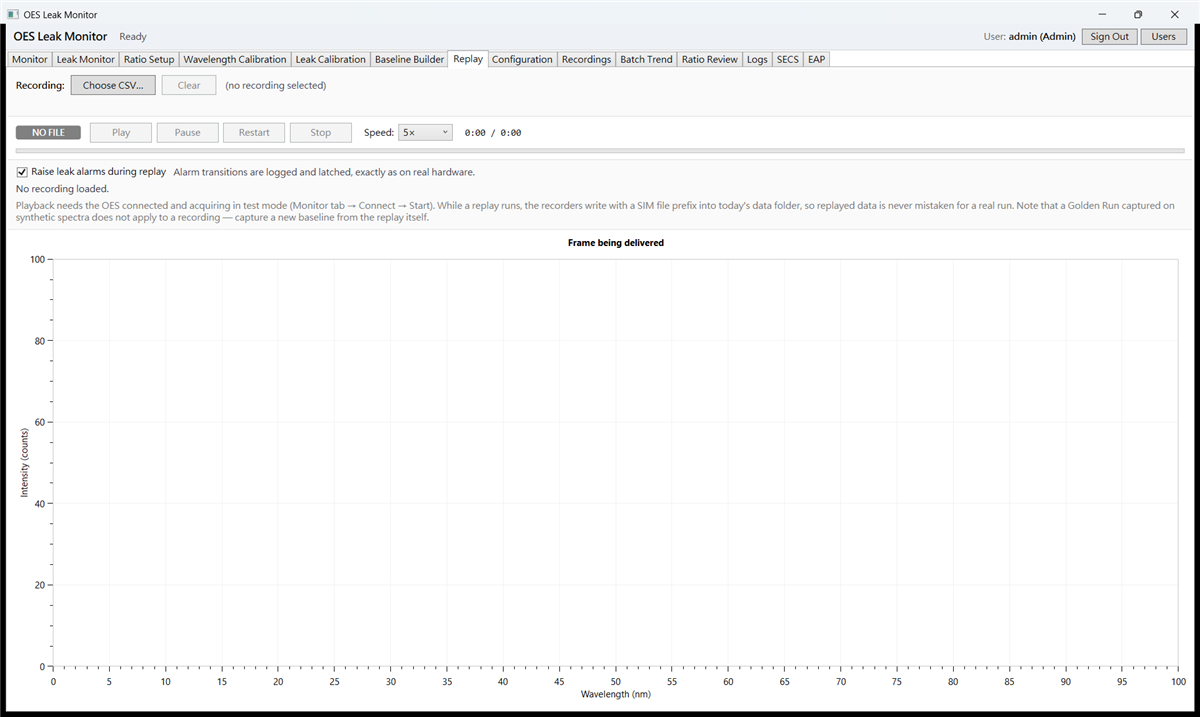 OES Leak Monitor
OES Leak Monitor Ready User: admin (Admin) Sign Out Users
Monitor Leak Monitor Ratio Setup Wavelength Calibration Leak Calibration Baseline Builder Replay Configuration Recordings Batch Trend Ratio Review Logs SECS EAP
Recording: Choose CSV... Clear (no recording selected)
NO FILE Play Pause Restart Stop Speed: 5× 0:00 / 0:00
Raise leak alarms during replay Alarm transitions are logged and latched, exactly as on real hardware.
No recording loaded.
Playback needs the OES connected and acquiring in test mode (Monitor tab → Connect → Start). While a replay runs, the recorders write with a SIM file prefix into today's data folder, so replayed data is never mistaken for a real run. Note that a Golden Run captured on
synthetic spectra does not apply to a recording — capture a new baseline from the replay itself.
Frame being delivered
100
80
60
40
20
0
Intensity (counts)
0 5 10 15 20 25 30 35 40 45 50 55 60 65 70 75 80 85 90 95 100
Wavelength (nm)